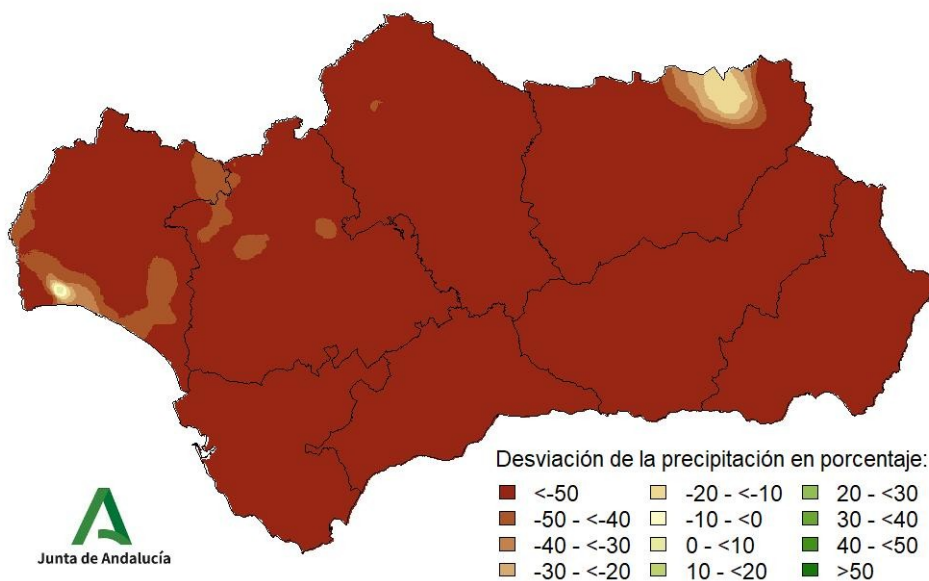 Desviación de la precipitación en porcentaje:
<-50
-50 - <-40
-40 - <-30
-30 - <-20
-20 - <-10
-10 - <0
0 - <10
10 - <20
20 - <30
30 - <40
40 - <50
>50
Junta de Andalucía